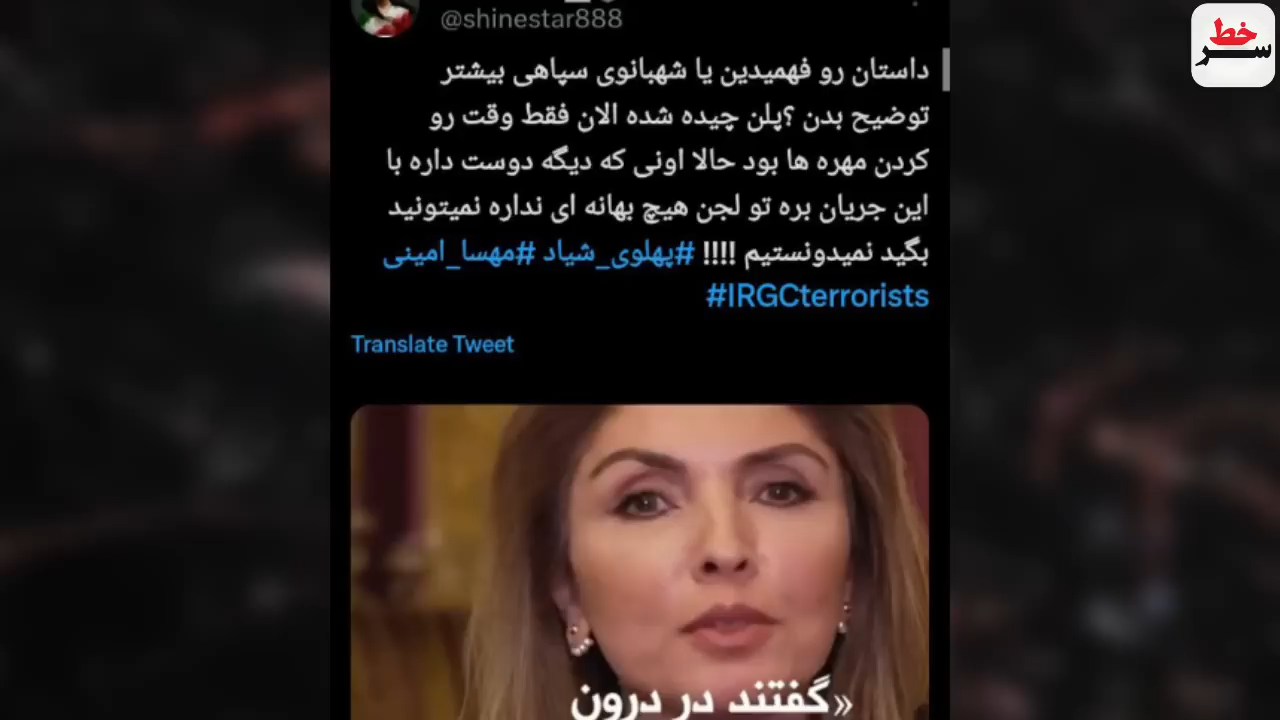 خط
سر
@shinestar888
داستان رو فهمیدین یا شهبانوی سپاهی بیشتر
توضیح بدن ؟پلن چیده شده الان فقط وقت رو
کردن مهره ها بود حالا اونی که دیگه دوست داره با
این جریان بره تو لجن هیچ بهانه ای نداره نمیتونید
بگید نمیدونستیم !!!! #پهلوی_شیاد #مهسا_امینی
#IRGCterrorists
Translate Tweet
«گفتند در درون